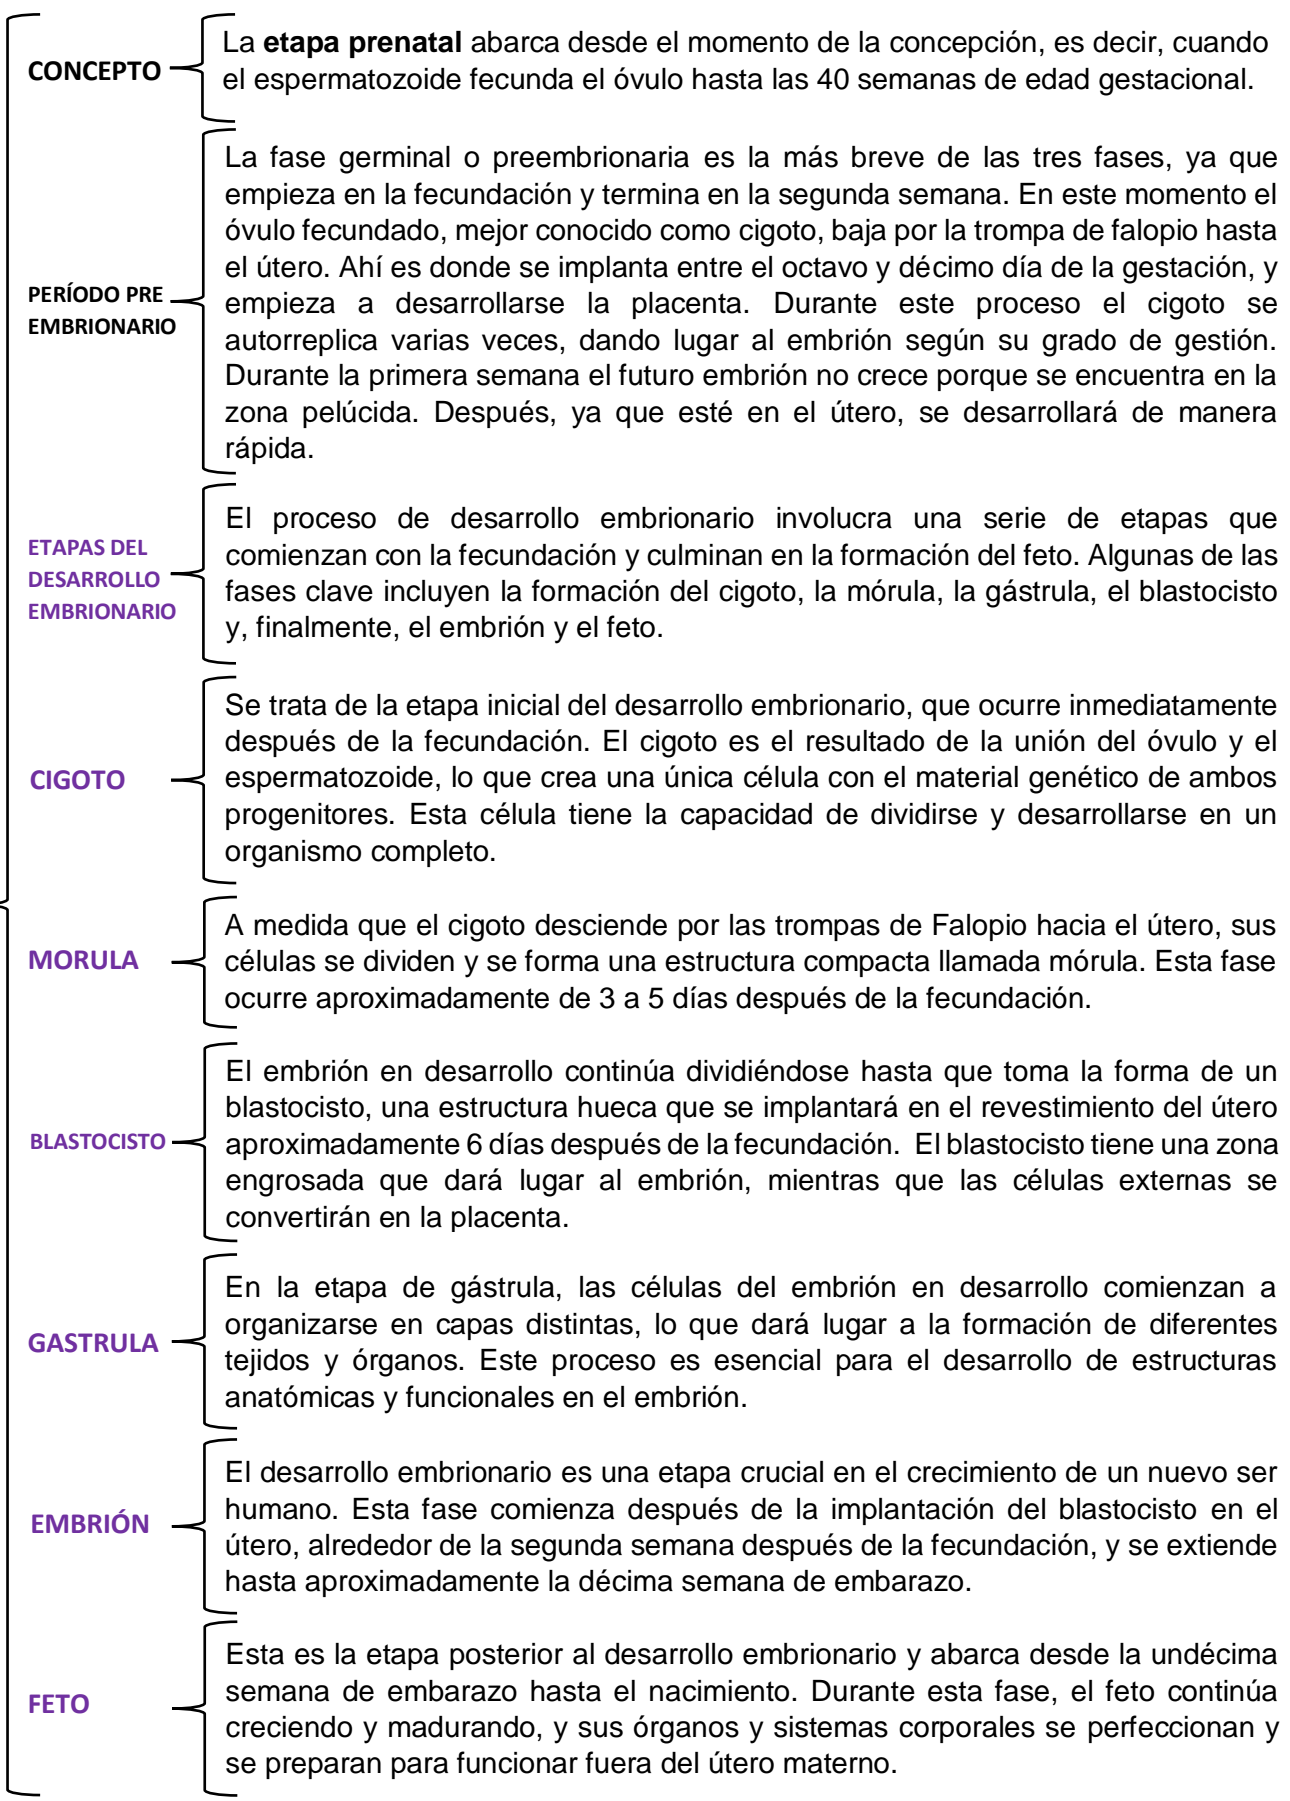 CONCEPTO
La etapa prenatal abarca desde el momento de la concepción, es decir, cuando
el espermatozoide fecunda el óvulo hasta las 40 semanas de edad gestacional.
PERÍODO PRE
EMBRIONARIO
La fase germinal o preembrionaria es la más breve de las tres fases, ya que
empieza en la fecundación y termina en la segunda semana. En este momento el
óvulo fecundado, mejor conocido como cigoto, baja por la trompa de falopio hasta
el útero. Ahí es donde se implanta entre el octavo y décimo día de la gestación, y
empieza a desarrollarse la placenta. Durante este proceso el cigoto se
autorreplica varias veces, dando lugar al embrión según su grado de gestión.
Durante la primera semana el futuro embrión no crece porque se encuentra en la
zona pelúcida. Después, ya que esté en el útero, se desarrollará de manera
rápida.
ETAPAS DEL
DESARROLLO
EMBRIONARIO
El proceso de desarrollo embrionario involucra una serie de etapas que
comienzan con la fecundación y culminan en la formación del feto. Algunas de las
fases clave incluyen la formación del cigoto, la mórula, la gástrula, el blastocisto
y, finalmente, el embrión y el feto.
CIGOTO
Se trata de la etapa inicial del desarrollo embrionario, que ocurre inmediatamente
después de la fecundación. El cigoto es el resultado de la unión del óvulo y el
espermatozoide, lo que crea una única célula con el material genético de ambos
progenitores. Esta célula tiene la capacidad de dividirse y desarrollarse en un
organismo completo.
MORULA
A medida que el cigoto desciende por las trompas de Falopio hacia el útero, sus
células se dividen y se forma una estructura compacta llamada mórula. Esta fase
ocurre aproximadamente de 3 a 5 días después de la fecundación.
BLASTOCISTO
El embrión en desarrollo continúa dividiéndose hasta que toma la forma de un
blastocisto, una estructura hueca que se implantará en el revestimiento del útero
aproximadamente 6 días después de la fecundación. El blastocisto tiene una zona
engrosada que dará lugar al embrión, mientras que las células externas se
convertirán en la placenta.
GASTRULA
En la etapa de gástrula, las células del embrión en desarrollo comienzan a
organizarse en capas distintas, lo que dará lugar a la formación de diferentes
tejidos y órganos. Este proceso es esencial para el desarrollo de estructuras
anatómicas y funcionales en el embrión.
EMBRIÓN
El desarrollo embrionario es una etapa crucial en el crecimiento de un nuevo ser
humano. Esta fase comienza después de la implantación del blastocisto en el
útero, alrededor de la segunda semana después de la fecundación, y se extiende
hasta aproximadamente la décima semana de embarazo.
FETO
Esta es la etapa posterior al desarrollo embrionario y abarca desde la undécima
semana de embarazo hasta el nacimiento. Durante esta fase, el feto continúa
creciendo y madurando, y sus órganos y sistemas corporales se perfeccionan y
se preparan para funcionar fuera del útero materno.